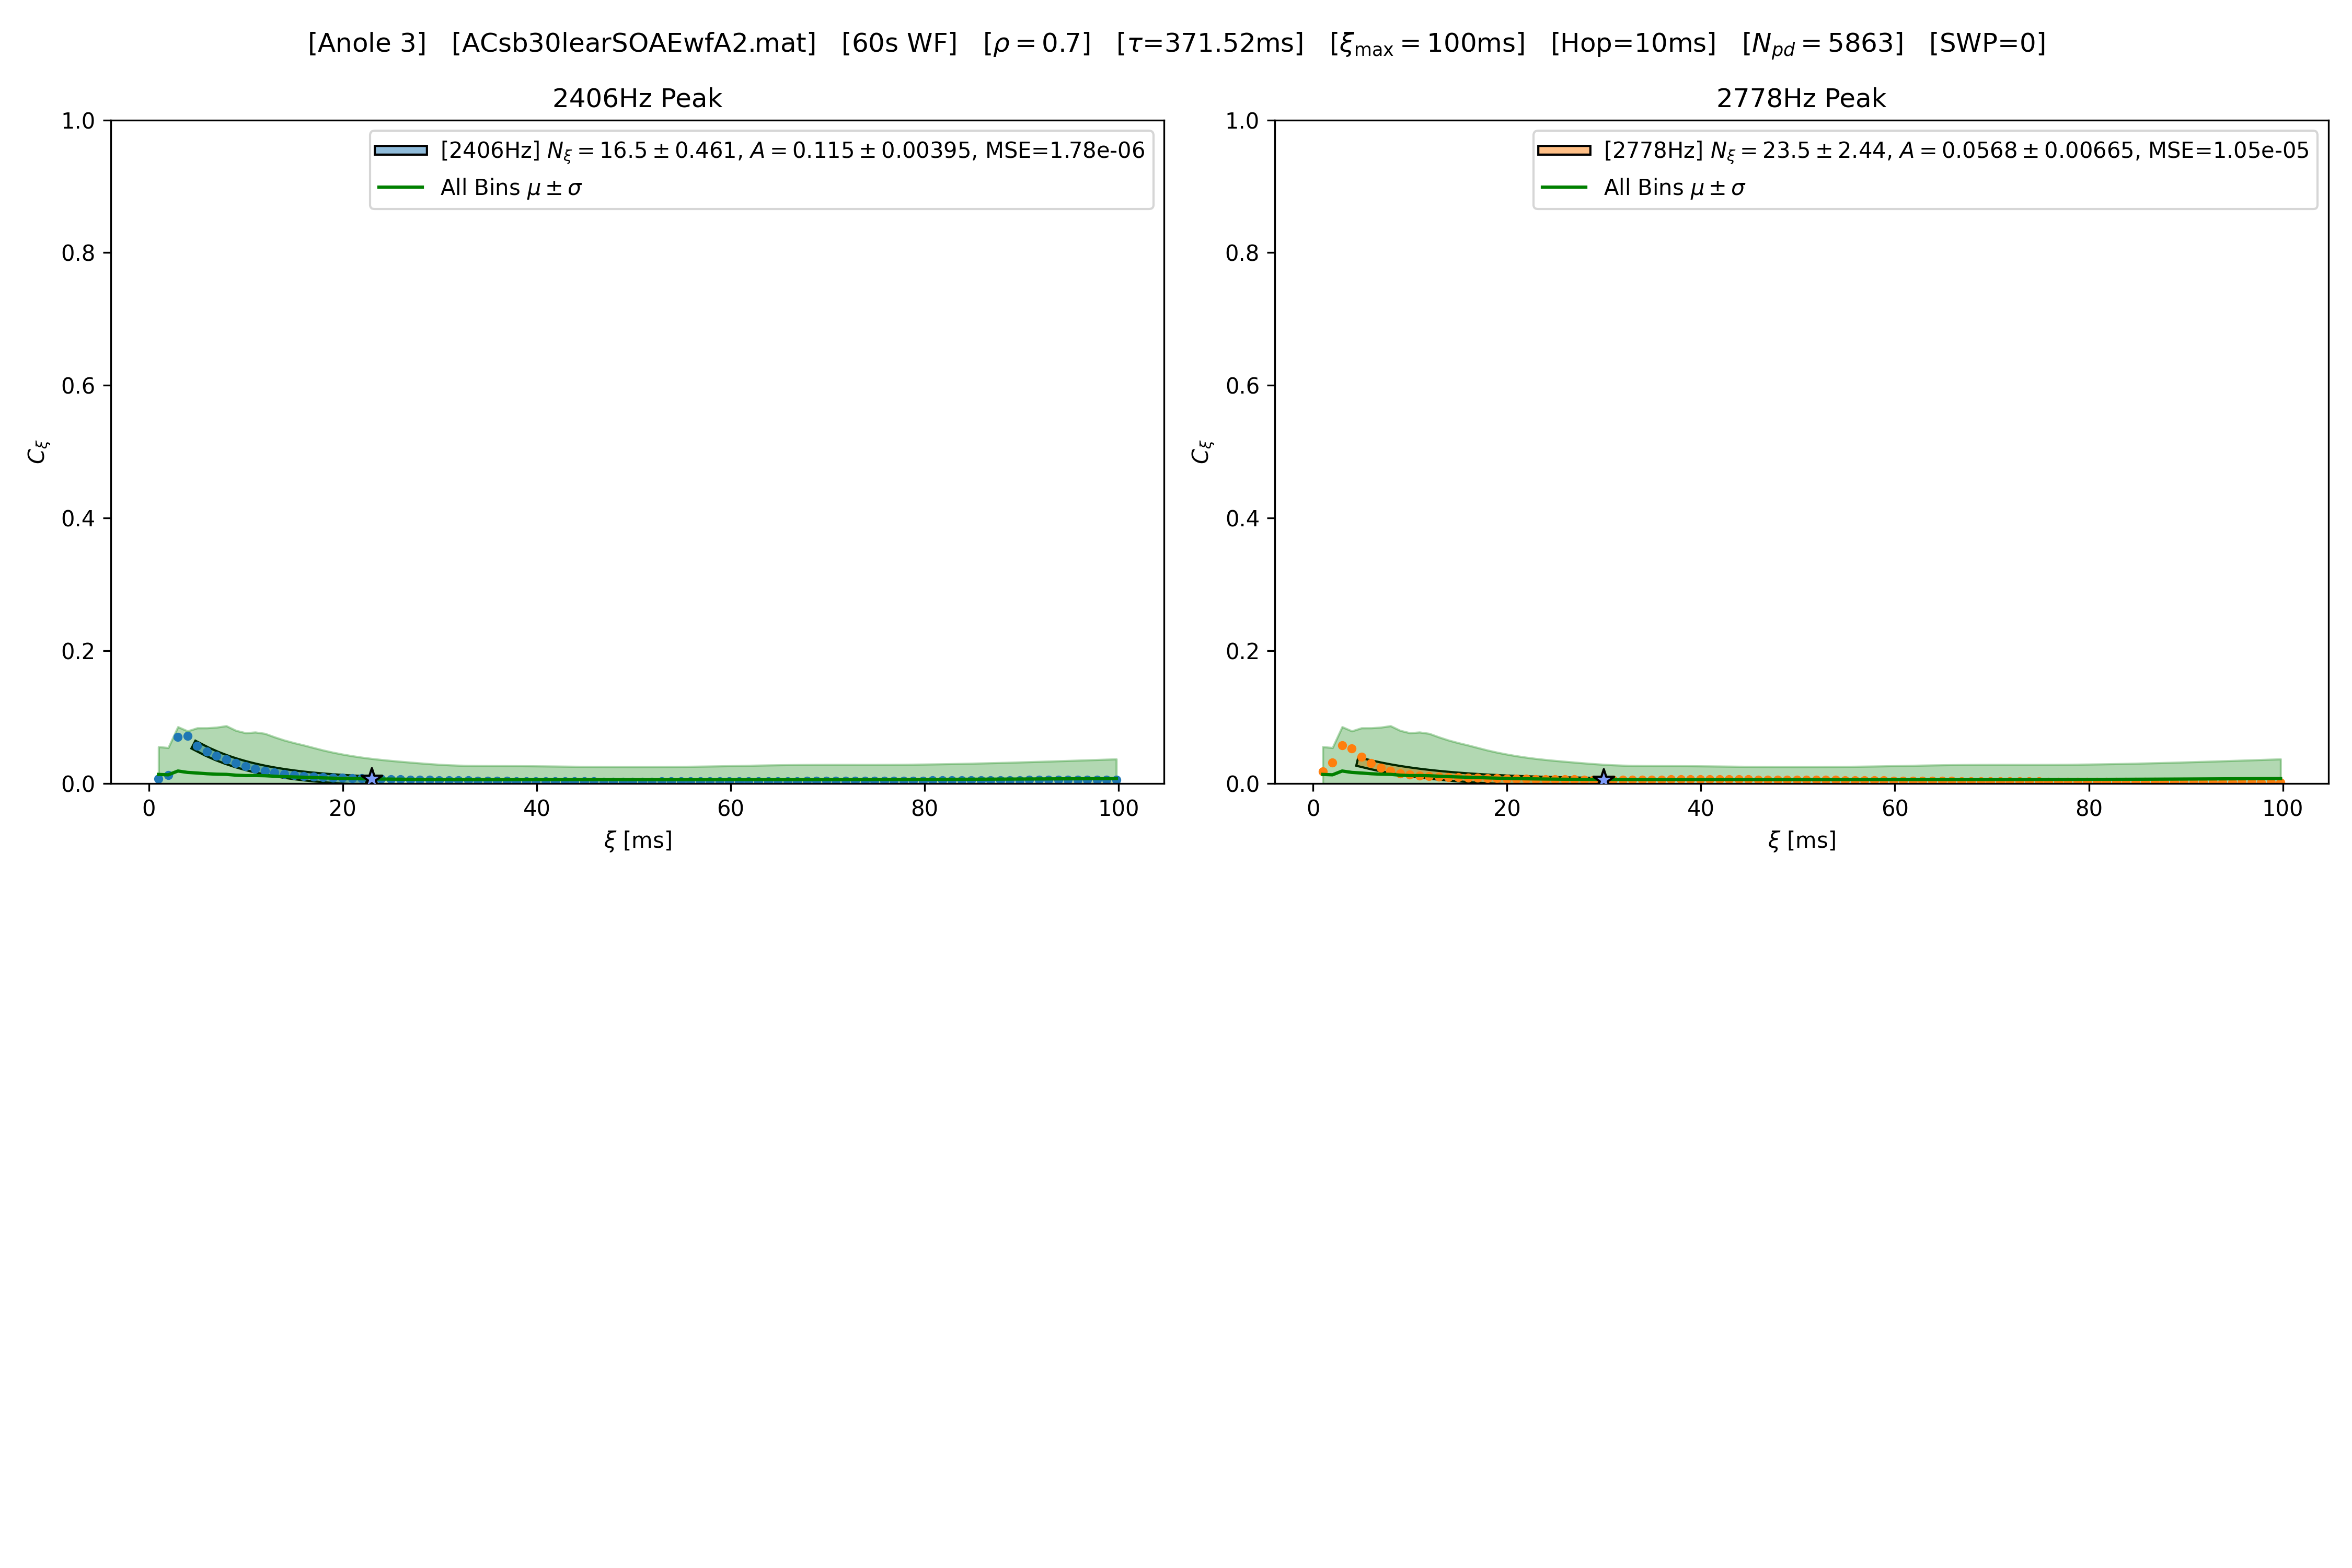 [Anole 3] [ACsb30learSOAEwfA2.mat] [60s WF] [ρ = 0.7] [τ=371.52ms] [ξmax = 100ms] [Hop=10ms] [Npd = 5863] [SWP=0]
2406Hz Peak
[2406Hz] Nξ = 16.5 ± 0.461, A = 0.115 ± 0.00395, MSE=1.78e-06
All Bins μ ± σ
1.0
0.8
0.6
0.4
0.2
0.0
Cξ
0 20 40 60 80 100
ξ [ms]
2778Hz Peak
[2778Hz] Nξ = 23.5 ± 2.44, A = 0.0568 ± 0.00665, MSE=1.05e-05
All Bins μ ± σ
1.0
0.8
0.6
0.4
0.2
0.0
Cξ
0 20 40 60 80 100
ξ [ms]